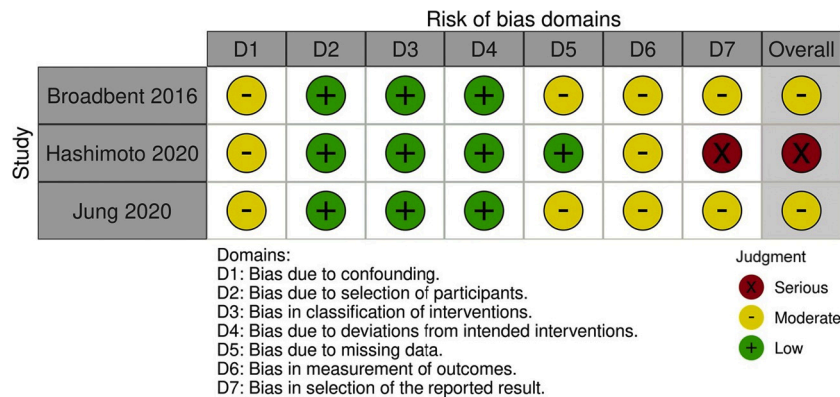 Risk of bias domains
D1 D2 D3 D4 D5 D6 D7 Overall
Study
Broadbent 2016 - + + + - - - -
Hashimoto 2020 - + + + + - X X
Jung 2020 - + + + - - - -
Domains:
D1: Bias due to confounding.
D2: Bias due to selection of participants.
D3: Bias in classification of interventions.
D4: Bias due to deviations from intended interventions.
D5: Bias due to missing data.
D6: Bias in measurement of outcomes.
D7: Bias in selection of the reported result.
Judgment
X Serious
- Moderate
+ Low